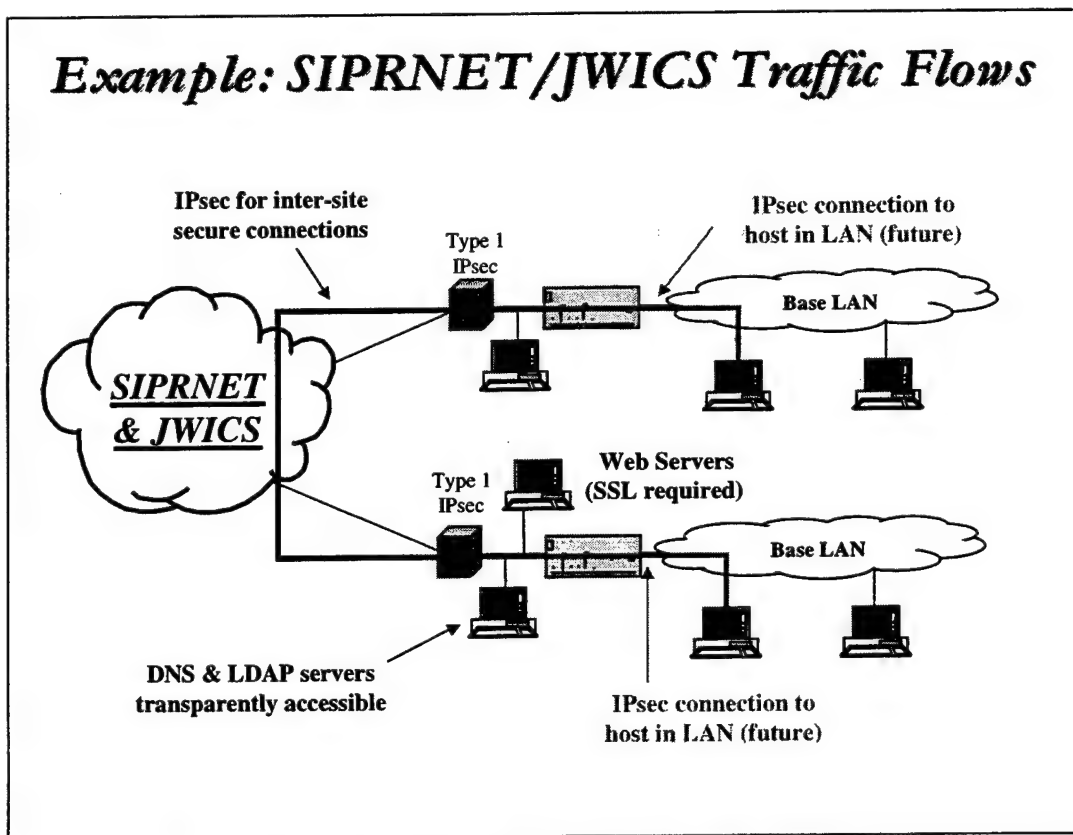 Example: SIPRNET/JWICS Traffic Flows
IPsec for inter-site
secure connections
Type 1
IPsec
IPsec connection to
host in LAN (future)
Base LAN
SIPRNET
& JWICS
Type 1
IPsec
Web Servers
(SSL required)
Base LAN
DNS & LDAP servers
transparently accessible
IPsec connection to
host in LAN (future)